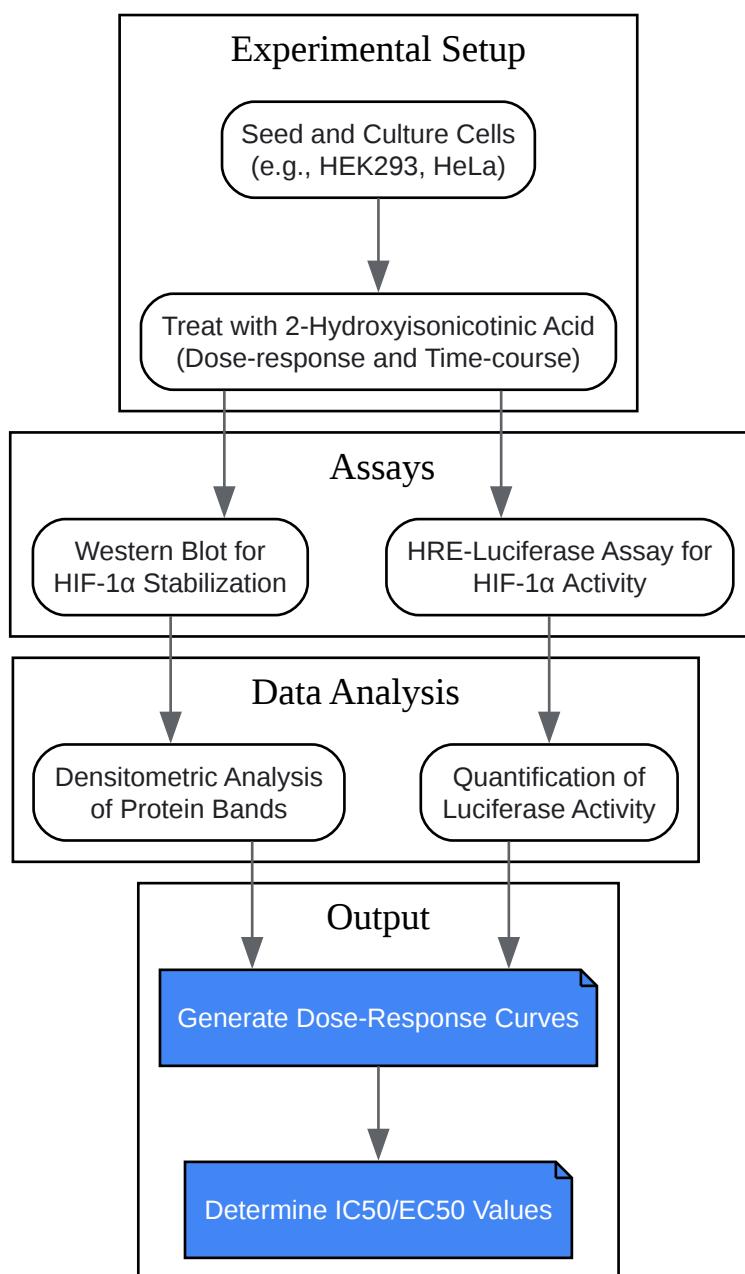 Experimental Setup
Seed and Culture Cells
(e.g., HEK293, HeLa)
Treat with 2-Hydroxyisonicotinic Acid
(Dose-response and Time-course)
Assays
Western Blot for
HIF-1α Stabilization
HRE-Luciferase Assay for
HIF-1α Activity
Data Analysis
Densitometric Analysis
of Protein Bands
Quantification of
Luciferase Activity
Output
Generate Dose-Response Curves
Determine IC50/EC50 Values